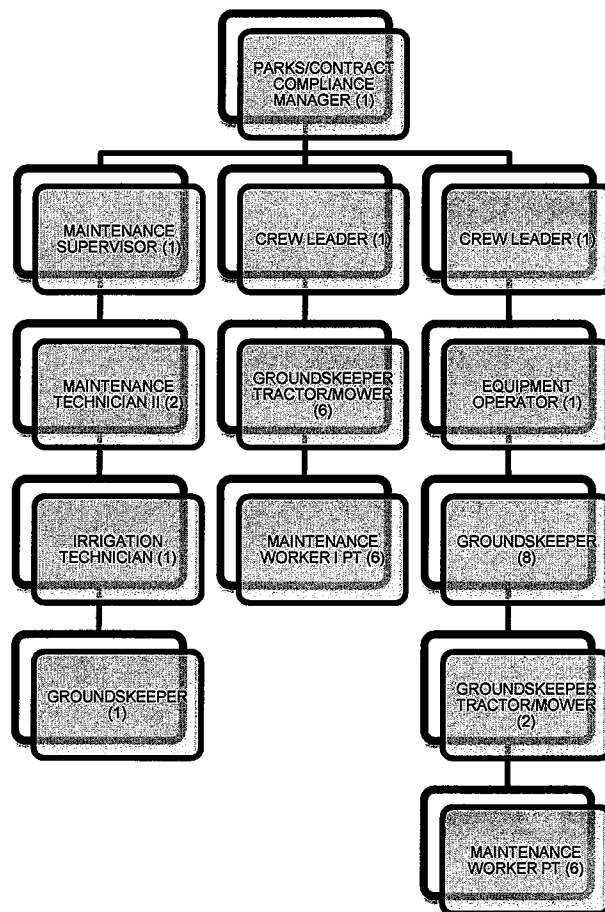 PARKS/CONTRACT
COMPLIANCE
MANAGER (1)
MAINTENANCE
SUPERVISOR (1)
CREW LEADER (1)
CREW LEADER (1)
MAINTENANCE
TECHNICIAN II (2)
GROUNDSKEEPER
TRACTOR/MOWER
(6)
EQUIPMENT
OPERATOR (1)
IRRIGATION
TECHNICIAN (1)
MAINTENANCE
WORKER I PT (6)
GROUNDSKEEPER
(8)
GROUNDSKEEPER
(1)
GROUNDSKEEPER
TRACTOR/MOWER
(2)
MAINTENANCE
WORKER PT (6)